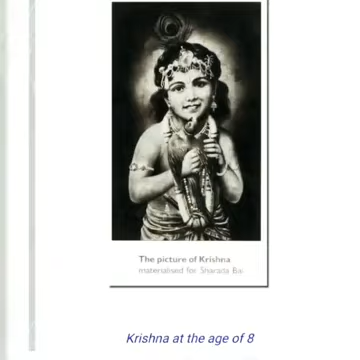 The picture of Krishna
materialised for Sharada Bai
Krishna at the age of 8